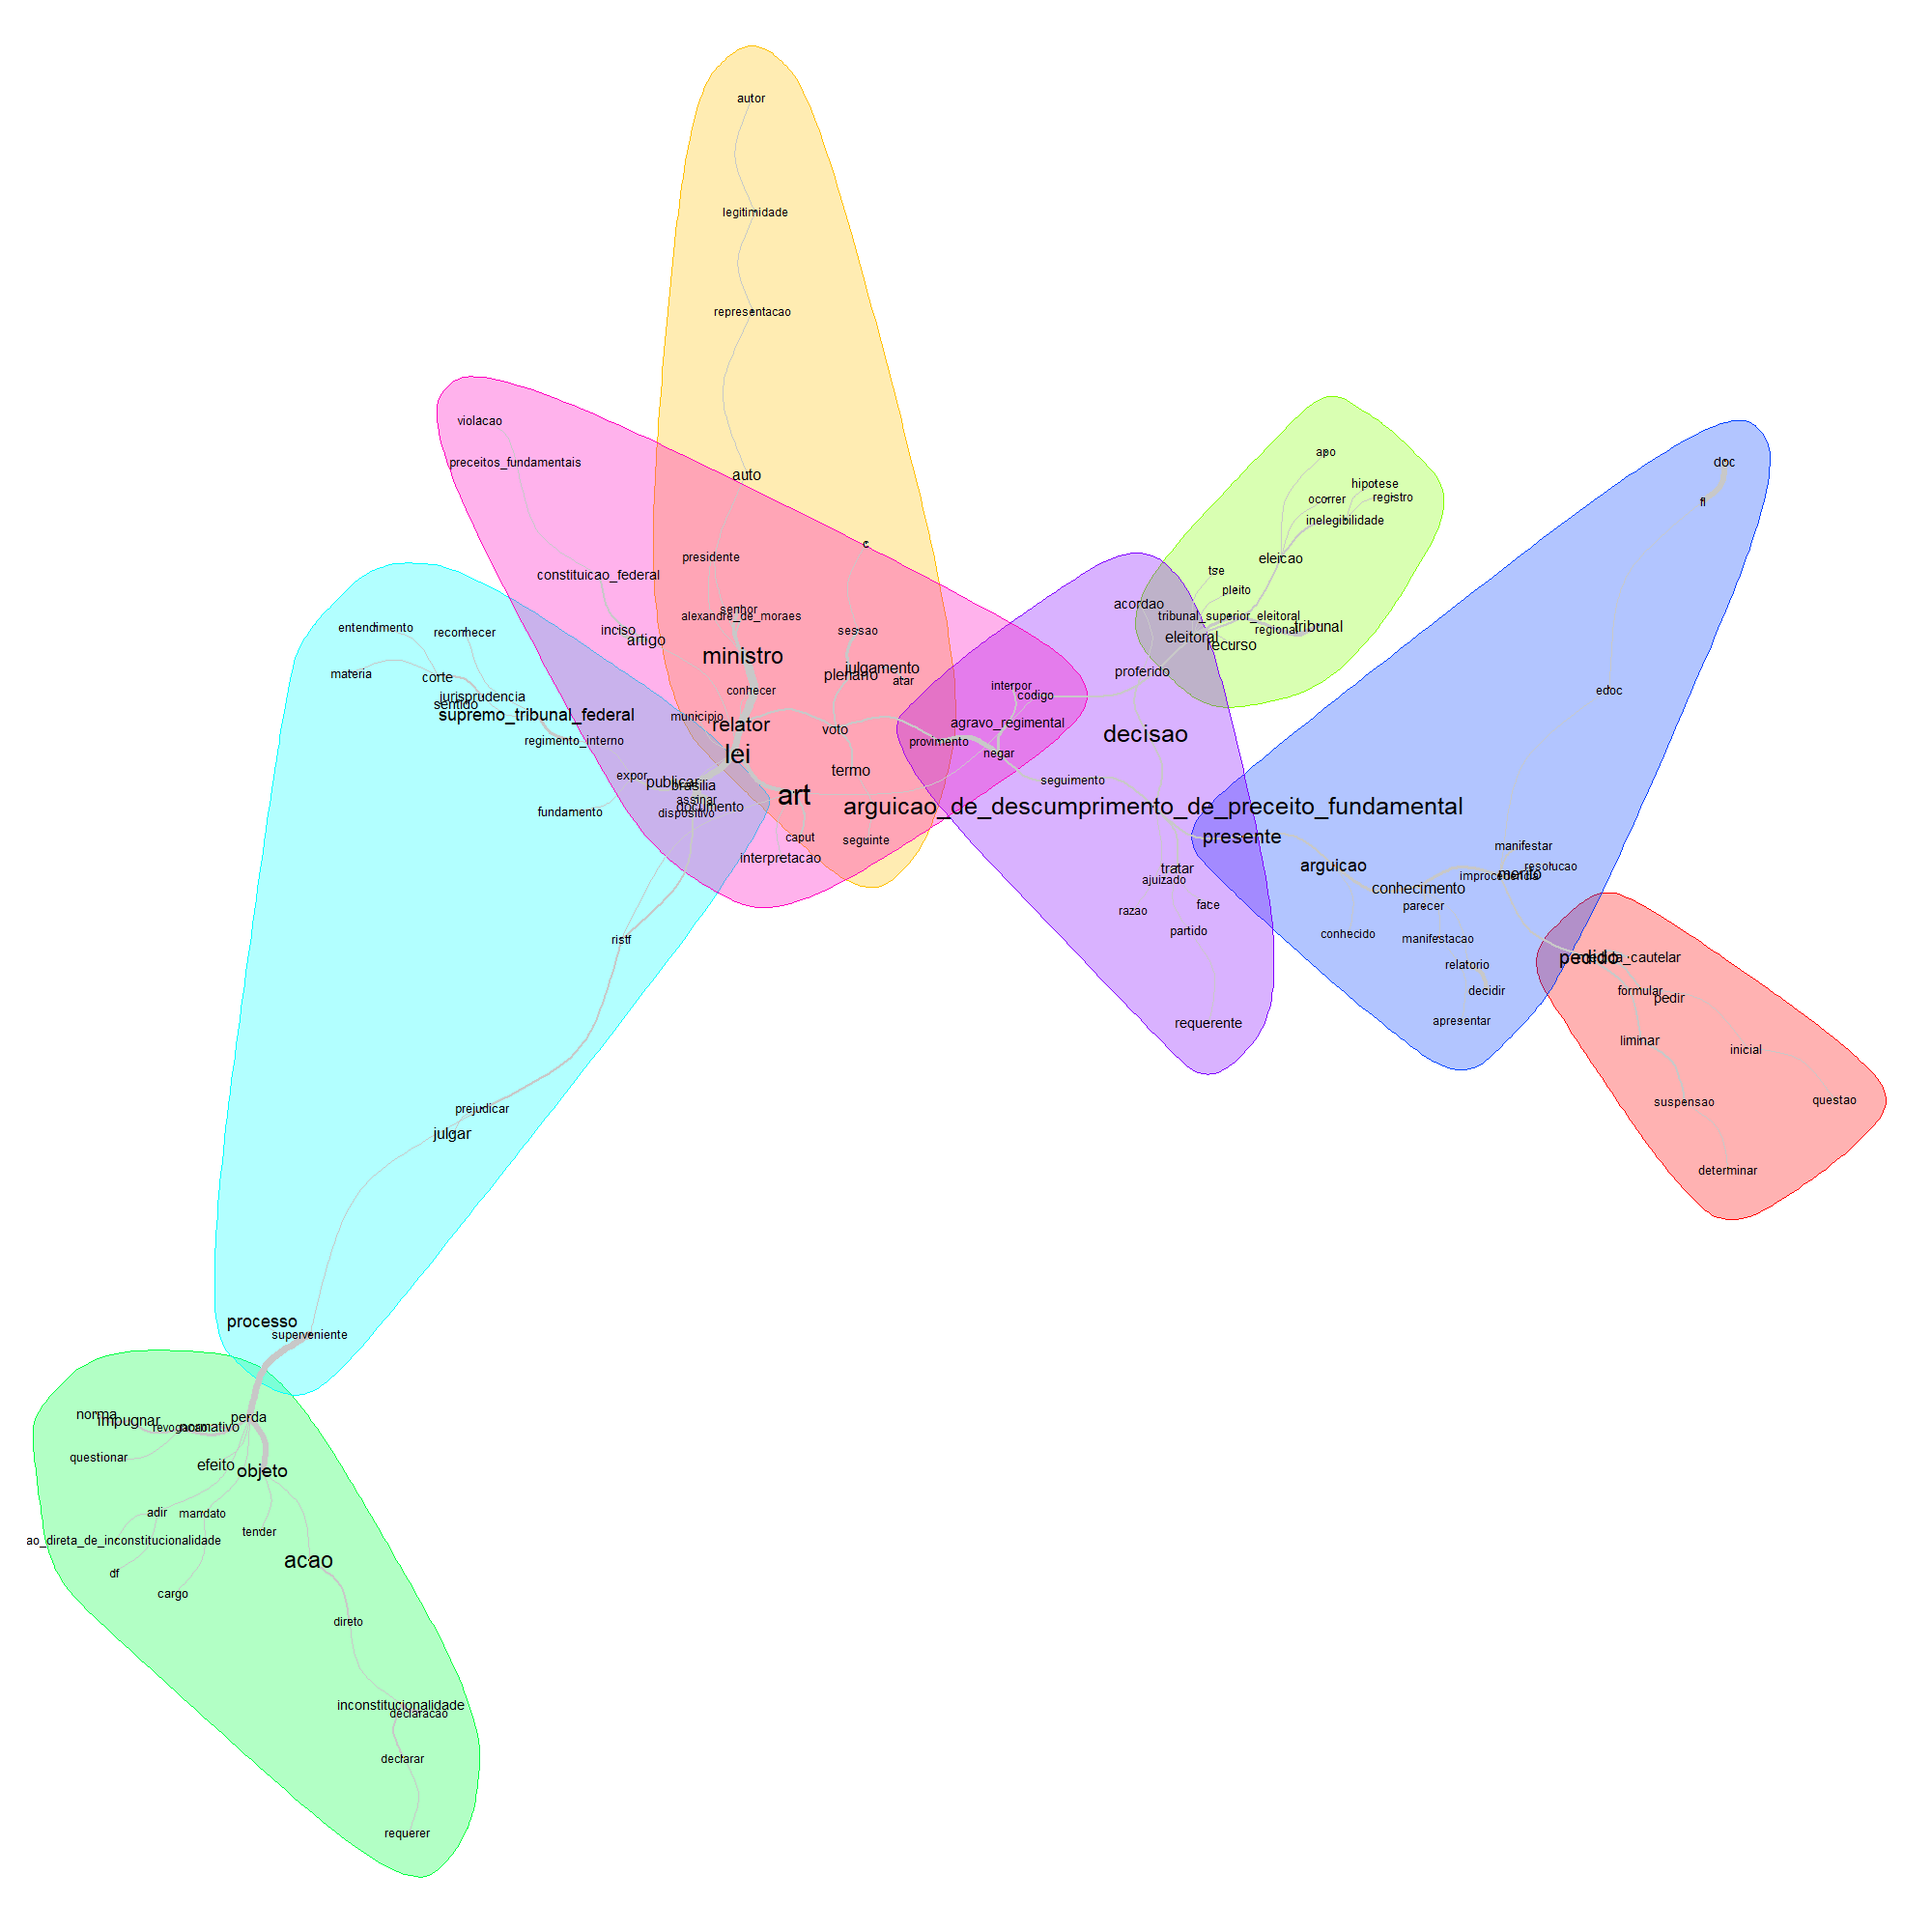 autor
legitimidade
representacao
violacao
preceitos_fundamentais
auto
presidente
c
constituicao_federal
senhor
alexandre_de_moraes
inciso
artigo
sessao
ministro
julgamento
plenario
atar
conhecer
municipio
relator
voto
lei
termo
art
caput
seguinte
interpretacao
entendimento
reconhecer
materia
corte
jurisprudencia
sentido
supremo_tribunal_federal
regimento_interno
expor
publicar
brasilia
assinar
documento
dispositivo
fundamento
ristf
prejudicar
julgar
processo
superveniente
interpor
codigo
agravo_regimental
provimento
negar
acordao
proferido
decisao
seguimento
arguicao_de_descumprimento_de_preceito_fundamental
tratar
ajuizado
razao
face
partido
requerente
apo
hipotese
ocorrer
registro
inelegibilidade
eleicao
tse
pleito
tribunal_superior_eleitoral
regional
tribunal
eleitoral
recurso
doc
fl
edoc
presente
arguicao
manifestar
resolucao
improcedencia
merito
conhecimento
parecer
conhecido
manifestacao
relatorio
decidir
apresentar
pedido
medida_cautelar
formular
pedir
liminar
inicial
suspensao
questao
determinar
norma
impugnar
revogacao
normativo
perda
questionar
efeito
objeto
adir
mandato
tender
ao_direta_de_inconstitucionalidade
acao
df
cargo
direto
inconstitucionalidade
declaracao
declarar
requerer